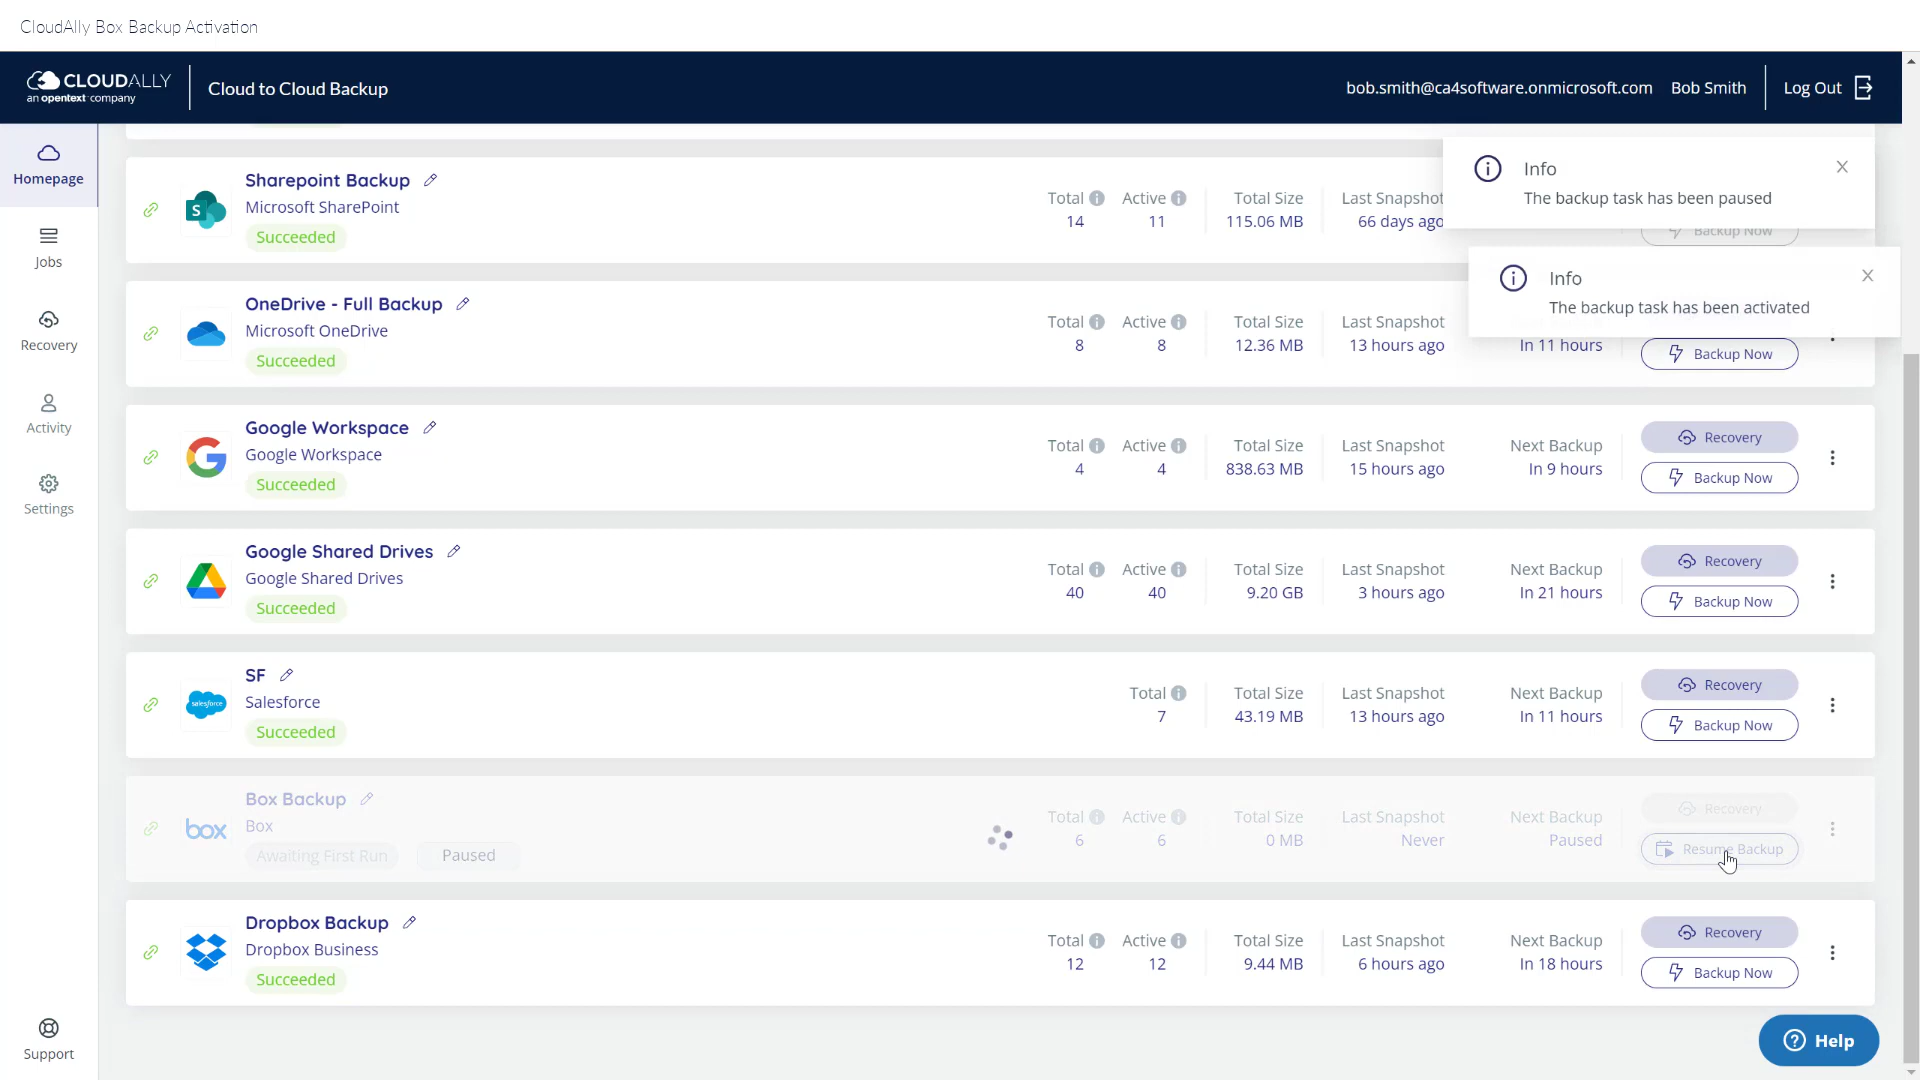 CloudAlly Box Backup Activation
CLOUDALLY
an opentext company
Cloud to Cloud Backup
bob.smith@ca4software.onmicrosoft.com Bob Smith Log Out
Homepage
Jobs
Recovery
Activity
Settings
Support
Info
The backup task has been paused
Info
The backup task has been activated
Sharepoint Backup
Microsoft SharePoint
Succeeded
Total Active Total Size Last Snapshot
14 11 115.06 MB 66 days ago
Backup Now
OneDrive - Full Backup
Microsoft OneDrive
Succeeded
Total Active Total Size Last Snapshot
8 8 12.36 MB 13 hours ago In 11 hours
Backup Now
Google Workspace
Google Workspace
Succeeded
Total Active Total Size Last Snapshot Next Backup
4 4 838.63 MB 15 hours ago In 9 hours
Recovery
Backup Now
Google Shared Drives
Google Shared Drives
Succeeded
Total Active Total Size Last Snapshot Next Backup
40 40 9.20 GB 3 hours ago In 21 hours
Recovery
Backup Now
salesforce
SF
Salesforce
Succeeded
Total Total Size Last Snapshot Next Backup
7 43.19 MB 13 hours ago In 11 hours
Recovery
Backup Now
box
Box Backup
Box
Awaiting First Run Paused
Total Active Total Size Last Snapshot Next Backup
6 6 0 MB Never Paused
Recovery
Resume Backup
Dropbox Backup
Dropbox Business
Succeeded
Total Active Total Size Last Snapshot Next Backup
12 12 9.44 MB 6 hours ago In 18 hours
Recovery
Backup Now
Help